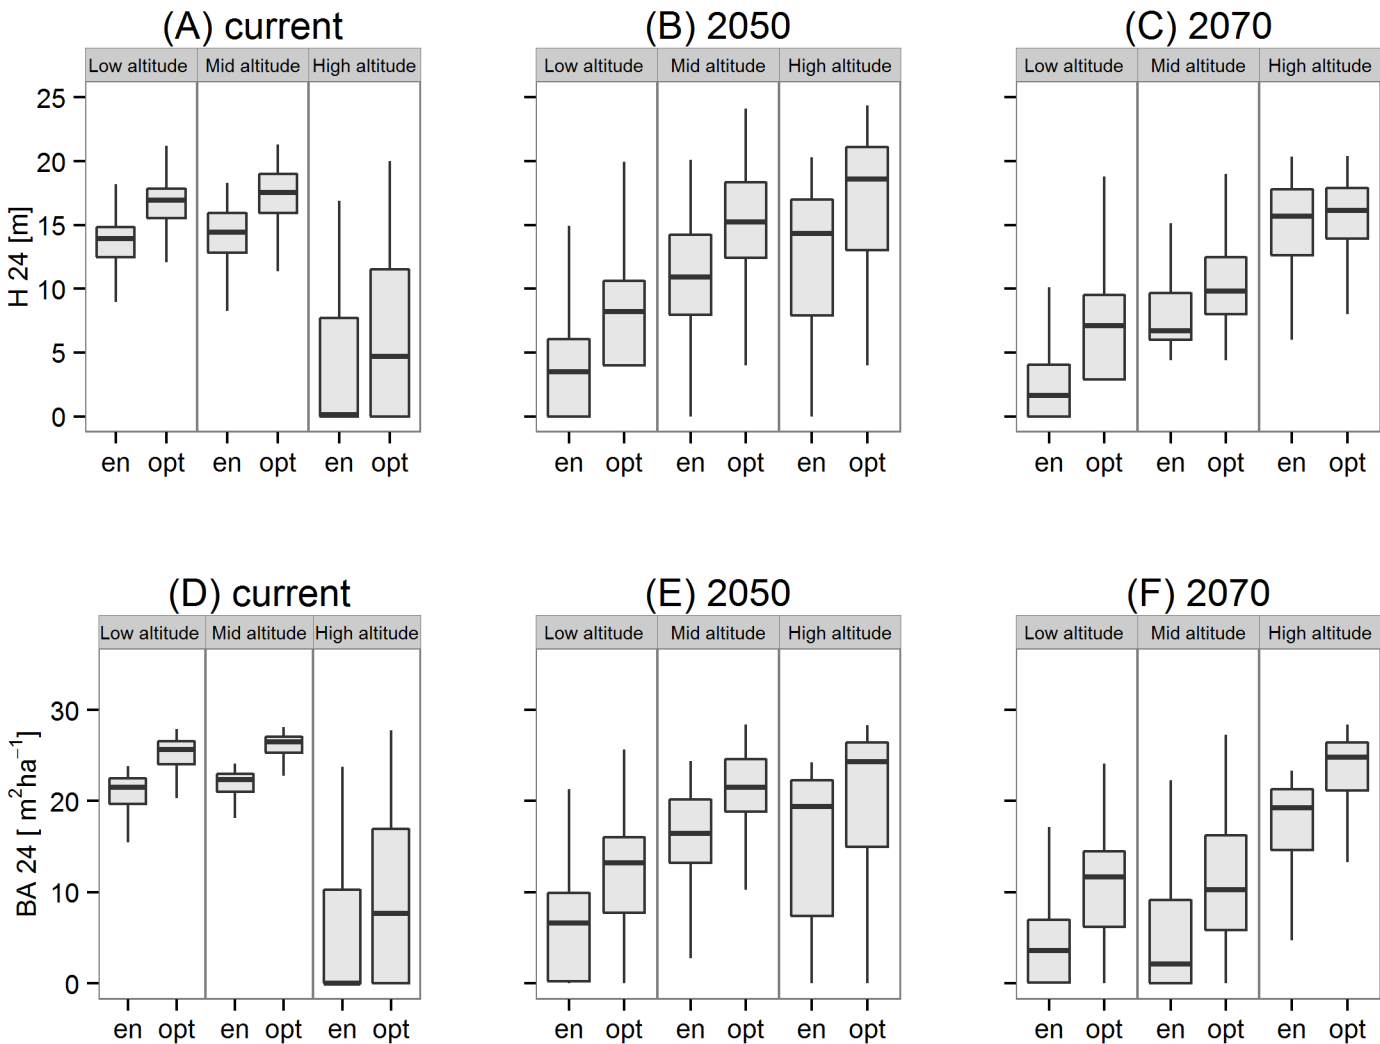 (A) current (B) 2050 (C) 2070
Low altitude Mid altitude High altitude Low altitude Mid altitude High altitude Low altitude Mid altitude High altitude
H 24 [m]
25
20
15
10
5
0
en opt en opt en opt en opt en opt en opt en opt en opt en opt
(D) current (E) 2050 (F) 2070
Low altitude Mid altitude High altitude Low altitude Mid altitude High altitude Low altitude Mid altitude High altitude
BA 24 [ m²ha⁻¹]
30
20
10
0
en opt en opt en opt en opt en opt en opt en opt en opt en opt